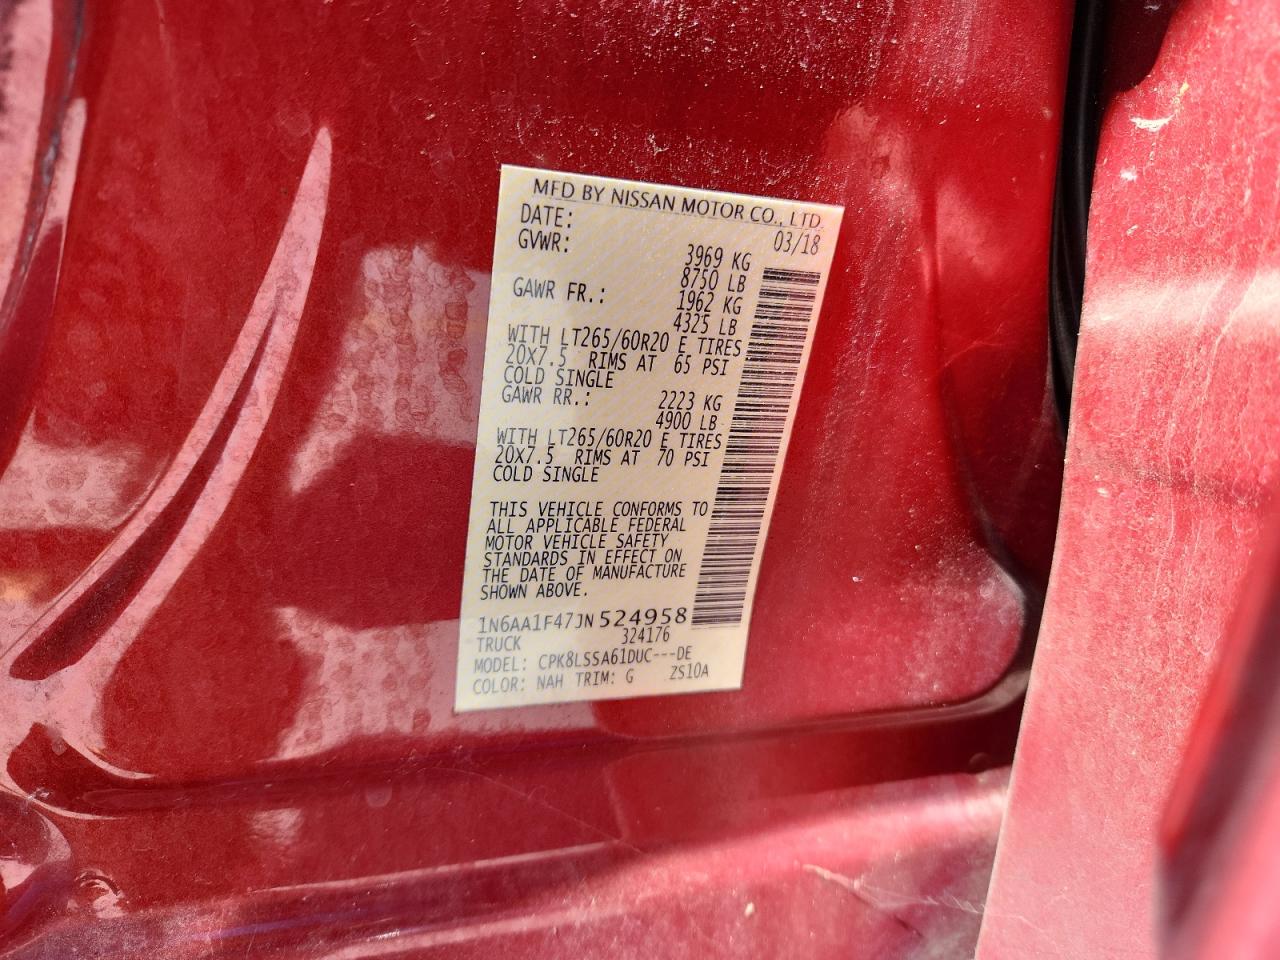 MFD BY NISSAN MOTOR CO., LTD
DATE: 03/18
GVWR: 3969 KG
8750 LB
GAWR FR.: 1962 KG
4325 LB
WITH LT265/60R20 E TIRES
20X7.5 RIMS AT 65 PSI
COLD SINGLE
GAWR RR.: 2223 KG
4900 LB
WITH LT265/60R20 E TIRES
20X7.5 RIMS AT 70 PSI
COLD SINGLE
THIS VEHICLE CONFORMS TO
ALL APPLICABLE FEDERAL
MOTOR VEHICLE SAFETY
STANDARDS IN EFFECT ON
THE DATE OF MANUFACTURE
SHOWN ABOVE.
1N6AA1F47JN524958
TRUCK 324176
MODEL: CPK8LSSA61DUC---DE
COLOR: NAH TRIM: G ZS10A